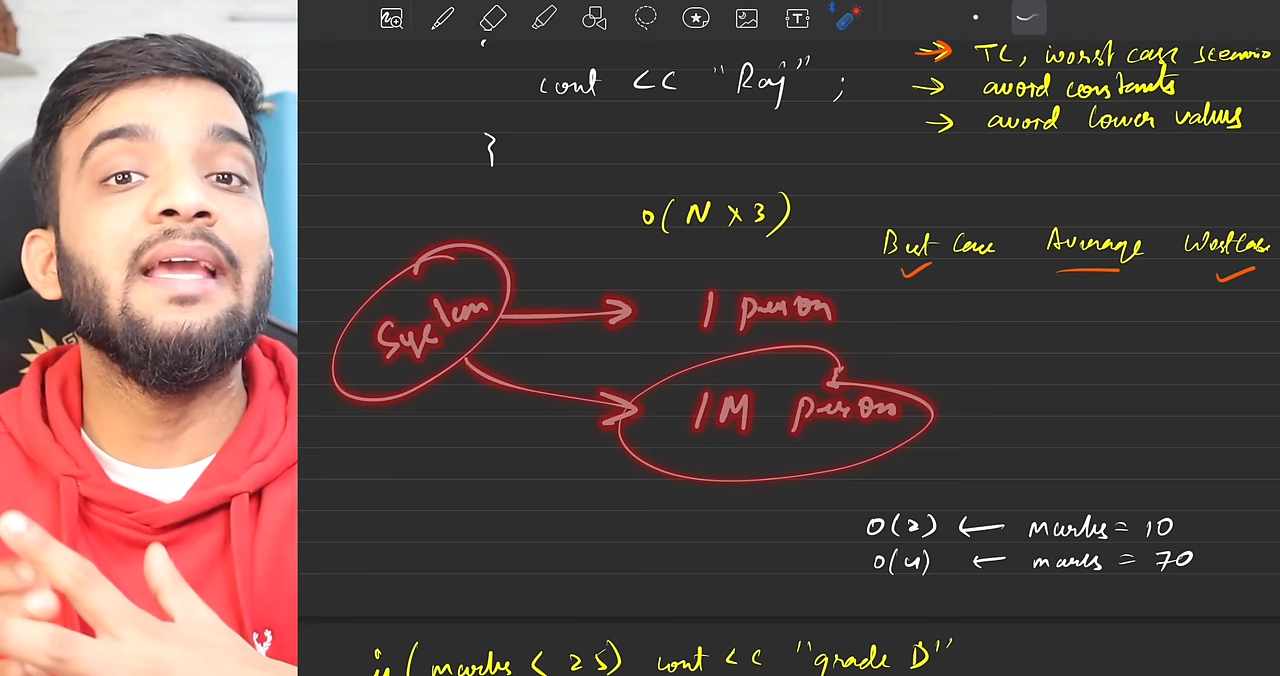 cout << "Raj" ;
}
→ TC, worst case scenario
→ avoid constants
→ avoid lower values
O(N x 3)
Best Case Average Worst Case
System → 1 person
→ 1M person
O(2) ← marks = 10
O(4) ← marks = 70
if (marks < 25) cout << "grade D"